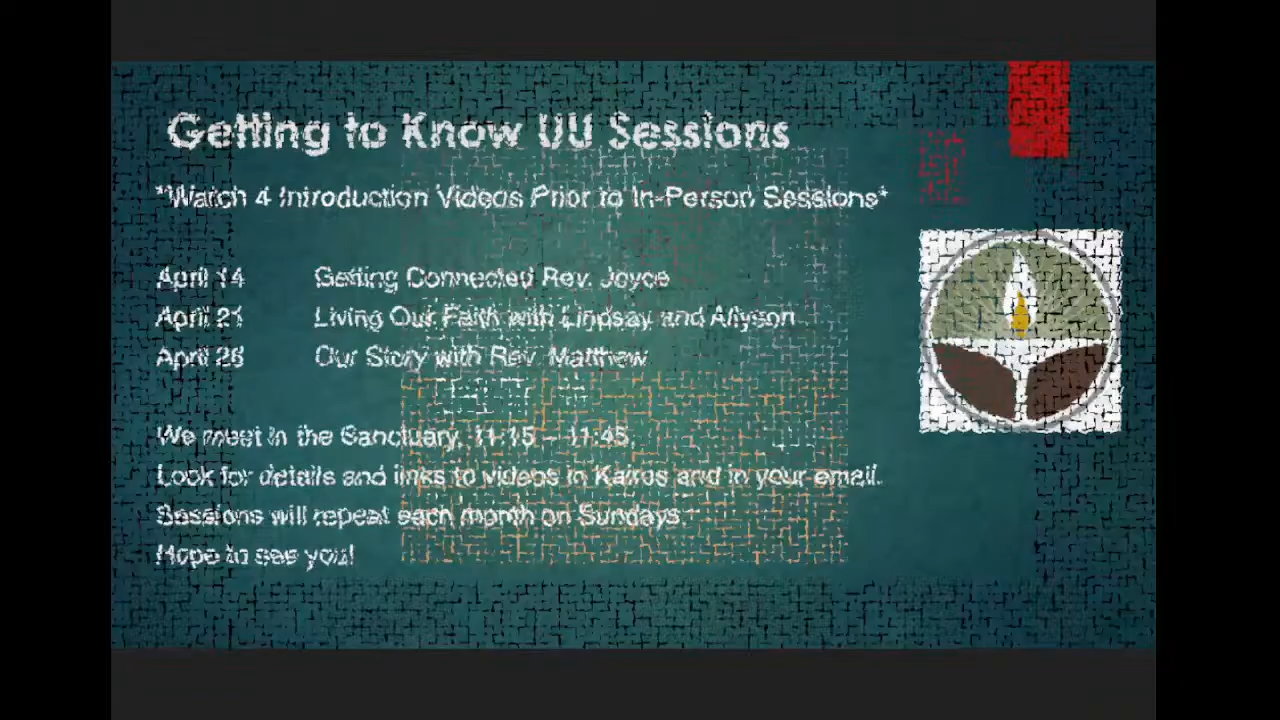 Getting to Know UU Sessions
*Watch 4 Introduction Videos Prior to In-Person Sessions*
April 14 Getting Connected Rev. Joyce
April 21 Living Our Faith with Lindsay and Allyson
April Our Story with Rev. Matthew
We meet in the Sanctuary, 11:15 – 11:45.
Look for details and links to videos in Kairos and in your email.
Sessions will repeat each month on Sundays.
Hope to see you!